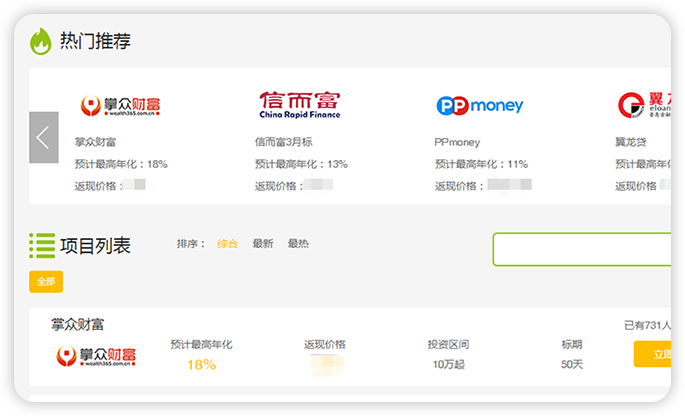 热门推荐
掌众财富
wealth365.com.cn
信而富
China Rapid Finance
PPmoney
翼龙
eloan
掌众财富
信而富3月标
PPmoney
翼龙贷
预计最高年化：18%
预计最高年化：13%
预计最高年化：11%
预计最高年化
返现价格：
返现价格：
返现价格：
返现价格：
项目列表
排序： 综合 最新 最热
全部
掌众财富
已有731人
掌众财富
wealth365.com.cn
预计最高年化
返现价格
投资区间
标期
18%
10万起
50天
立即